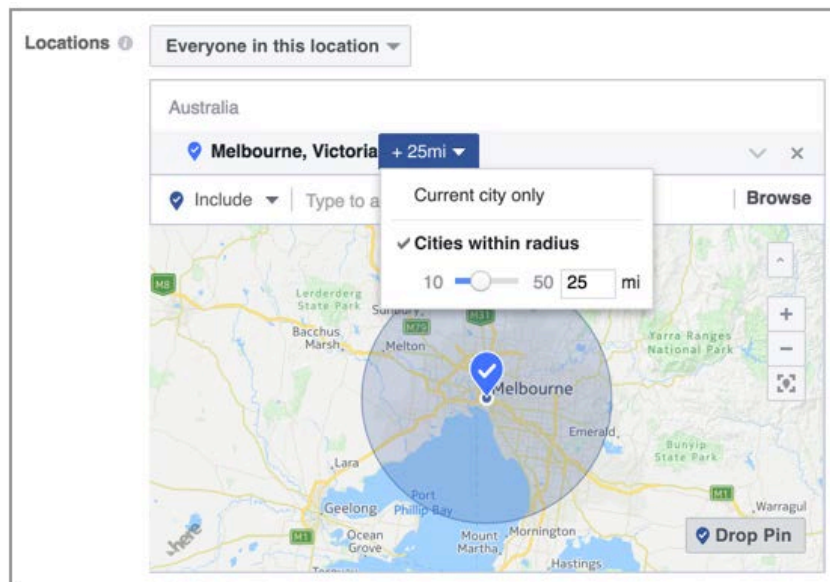 Locations
Everyone in this location
Australia
Melbourne, Victoria + 25mi
Include Type to a Browse
Current city only
Cities within radius
10 50 25 mi
M8
Lerderderg
State Park
Sunbury
M31
M79
Bacchus
Marsh
Melton
Yarra Ranges
National Park
Melbourne
Emerald
Bunyip
State Park
Lara
Geelong
Port
Phillip Bay
M1
Warragul
M1
Ocean
Grove
Mount
Martha
Mornington
Drop Pin
here
Hastings
Torquay